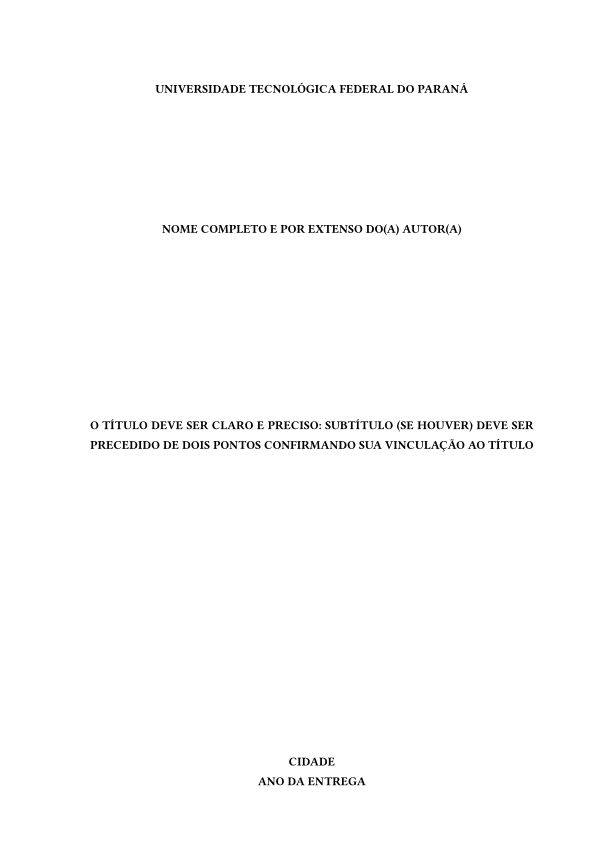 UNIVERSIDADE TECNOLÓGICA FEDERAL DO PARANÁ
NOME COMPLETO E POR EXTENSO DO(A) AUTOR(A)
O TÍTULO DEVE SER CLARO E PRECISO: SUBTÍTULO (SE HOUVER) DEVE SER
PRECEDIDO DE DOIS PONTOS CONFIRMANDO SUA VINCULAÇÃO AO TÍTULO
CIDADE
ANO DA ENTREGA